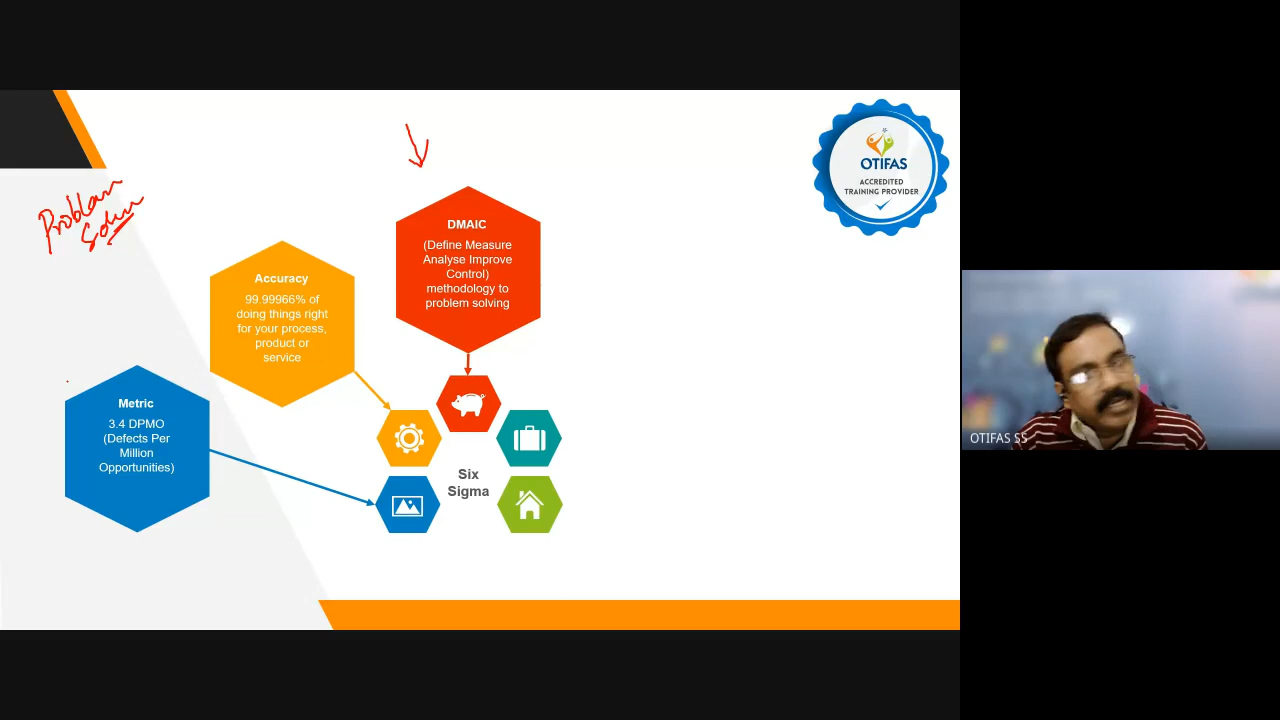 OTIFAS
ACCREDITED
TRAINING PROVIDER
Problem
DMAIC
(Define Measure
Analyse Improve
Control)
methodology to
problem solving
Accuracy
99.99966% of
doing things right
for your process,
product or
service
Metric
3.4 DPMO
(Defects Per
Million
Opportunities)
Six
Sigma
OTIFAS SS